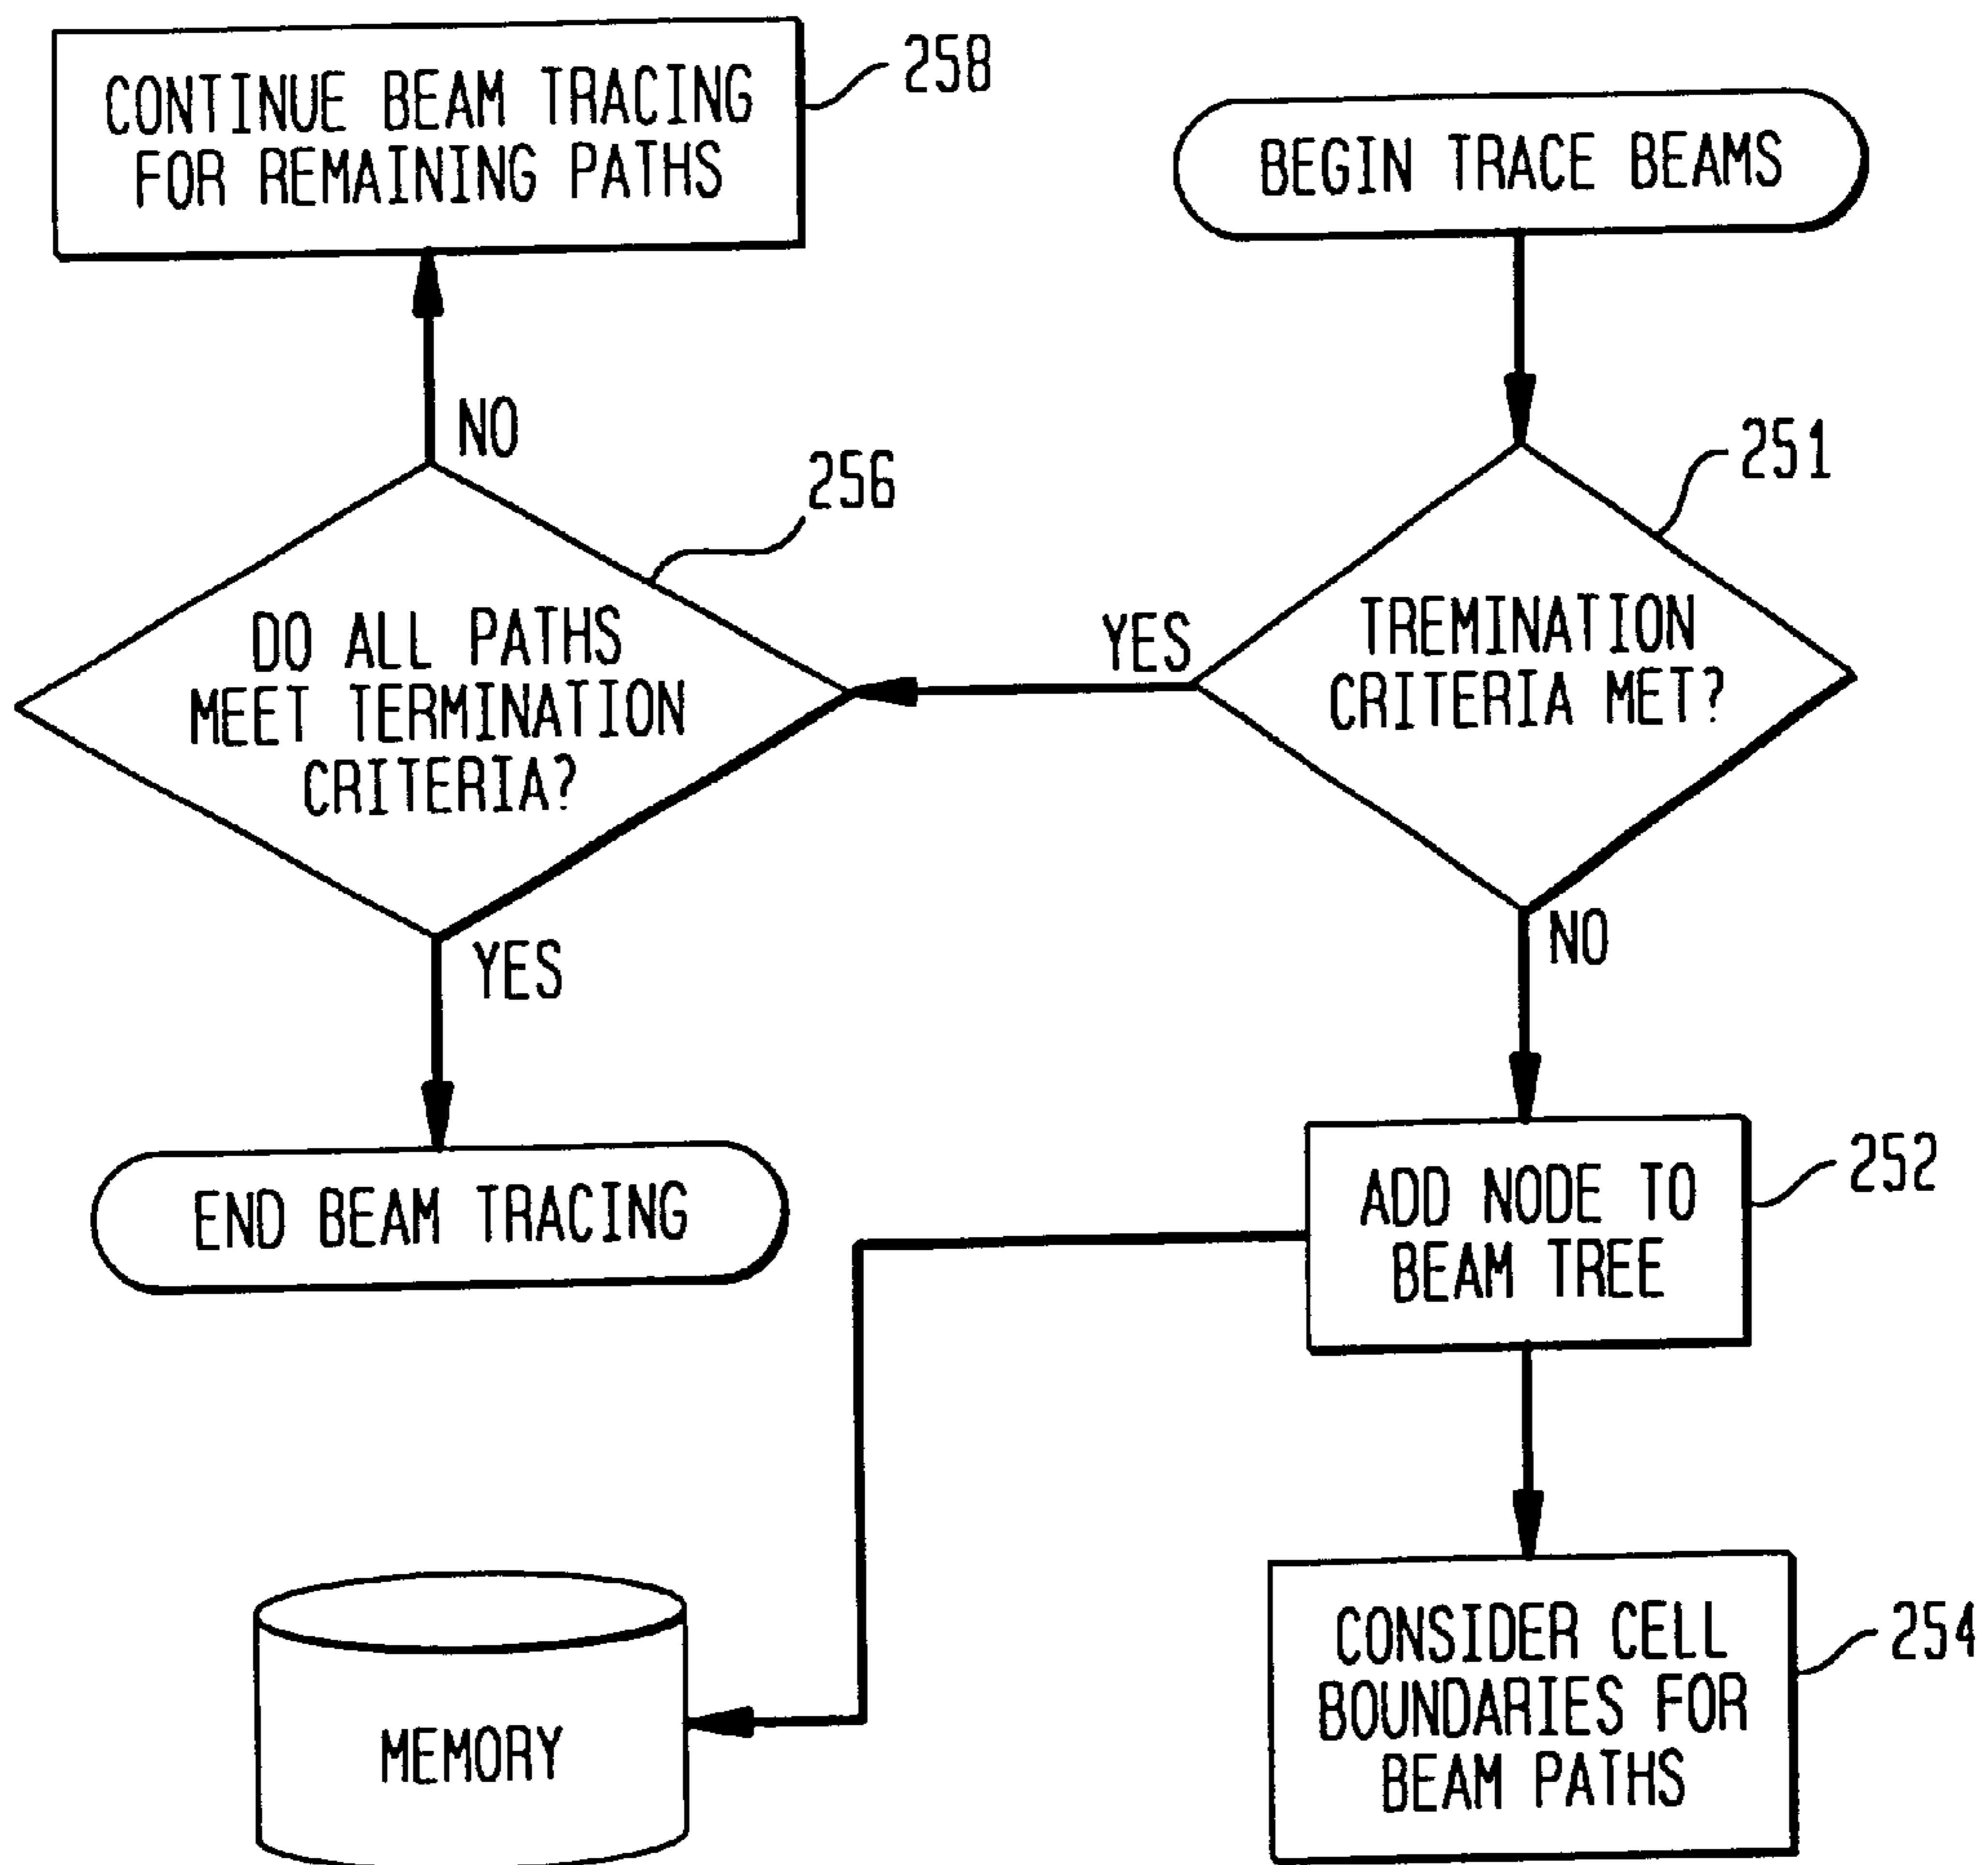 CONTINUE BEAM TRACING
FOR REMAINING PATHS
258
BEGIN TRACE BEAMS
NO
256
251
DO ALL PATHS
MEET TERMINATION
CRITERIA?
YES
TREMINATION
CRITERIA MET?
YES
NO
END BEAM TRACING
ADD NODE TO
BEAM TREE
252
MEMORY
CONSIDER CELL
BOUNDARIES FOR
BEAM PATHS
254